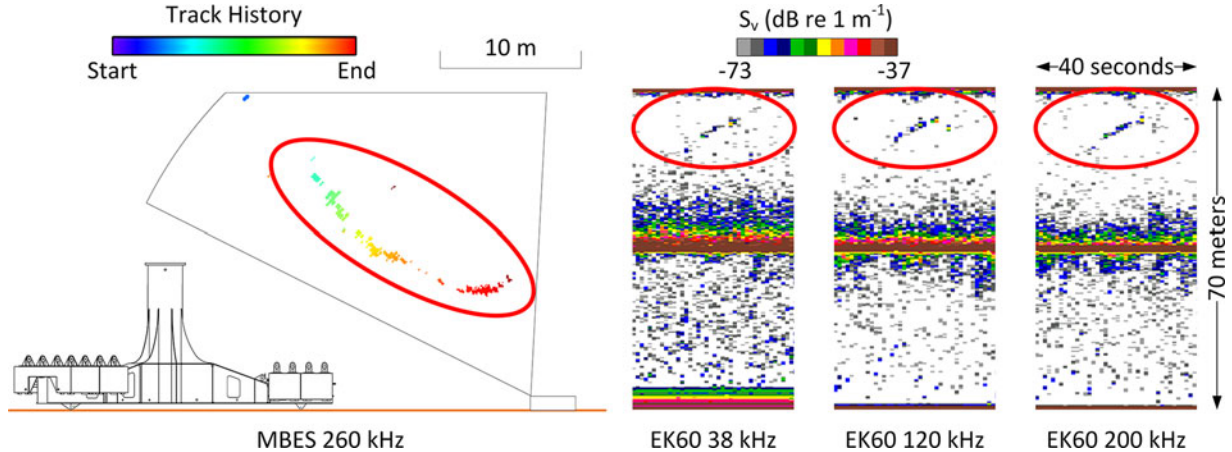 Track History
Start End
10 m
Sᵥ (dB re 1 m⁻¹)
-73 -37
40 seconds
70 meters
MBES 260 kHz
EK60 38 kHz
EK60 120 kHz
EK60 200 kHz